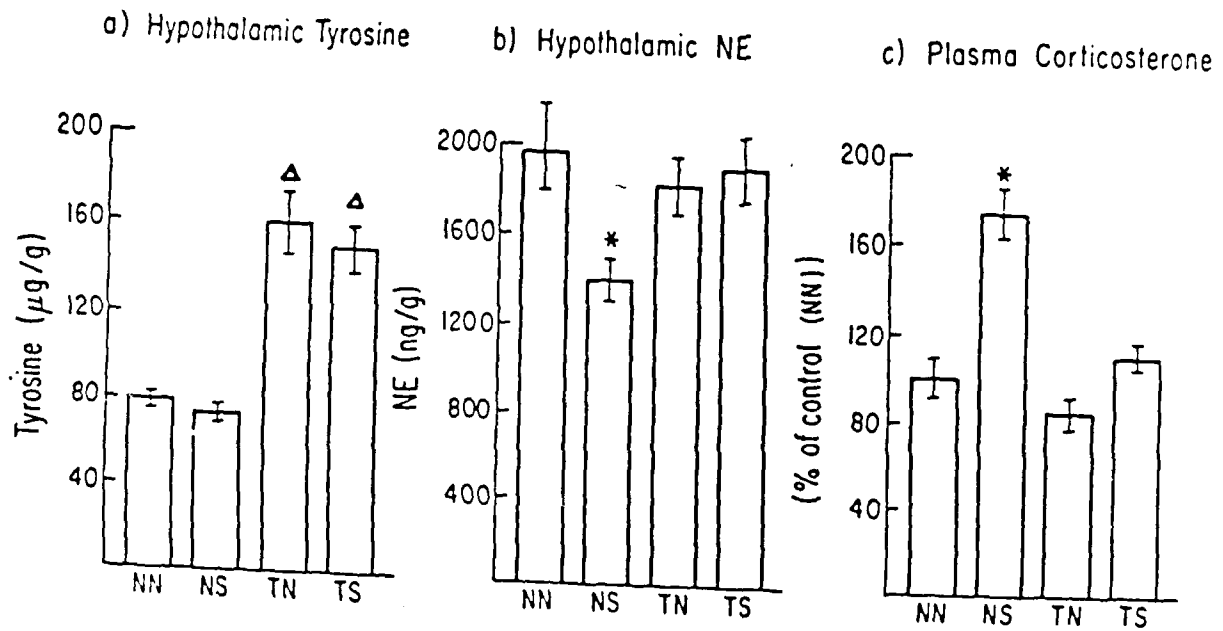 a) Hypothalamic Tyrosine
b) Hypothalamic NE
c) Plasma Corticosterone
Tyrosine (µg/g)
200
160
120
80
40
Δ
Δ
NN NS TN TS
NE (ng/g)
2000
1600
1200
800
400
*
NN NS TN TS
(% of control (NN))
200
160
120
80
40
*
NN NS TN TS